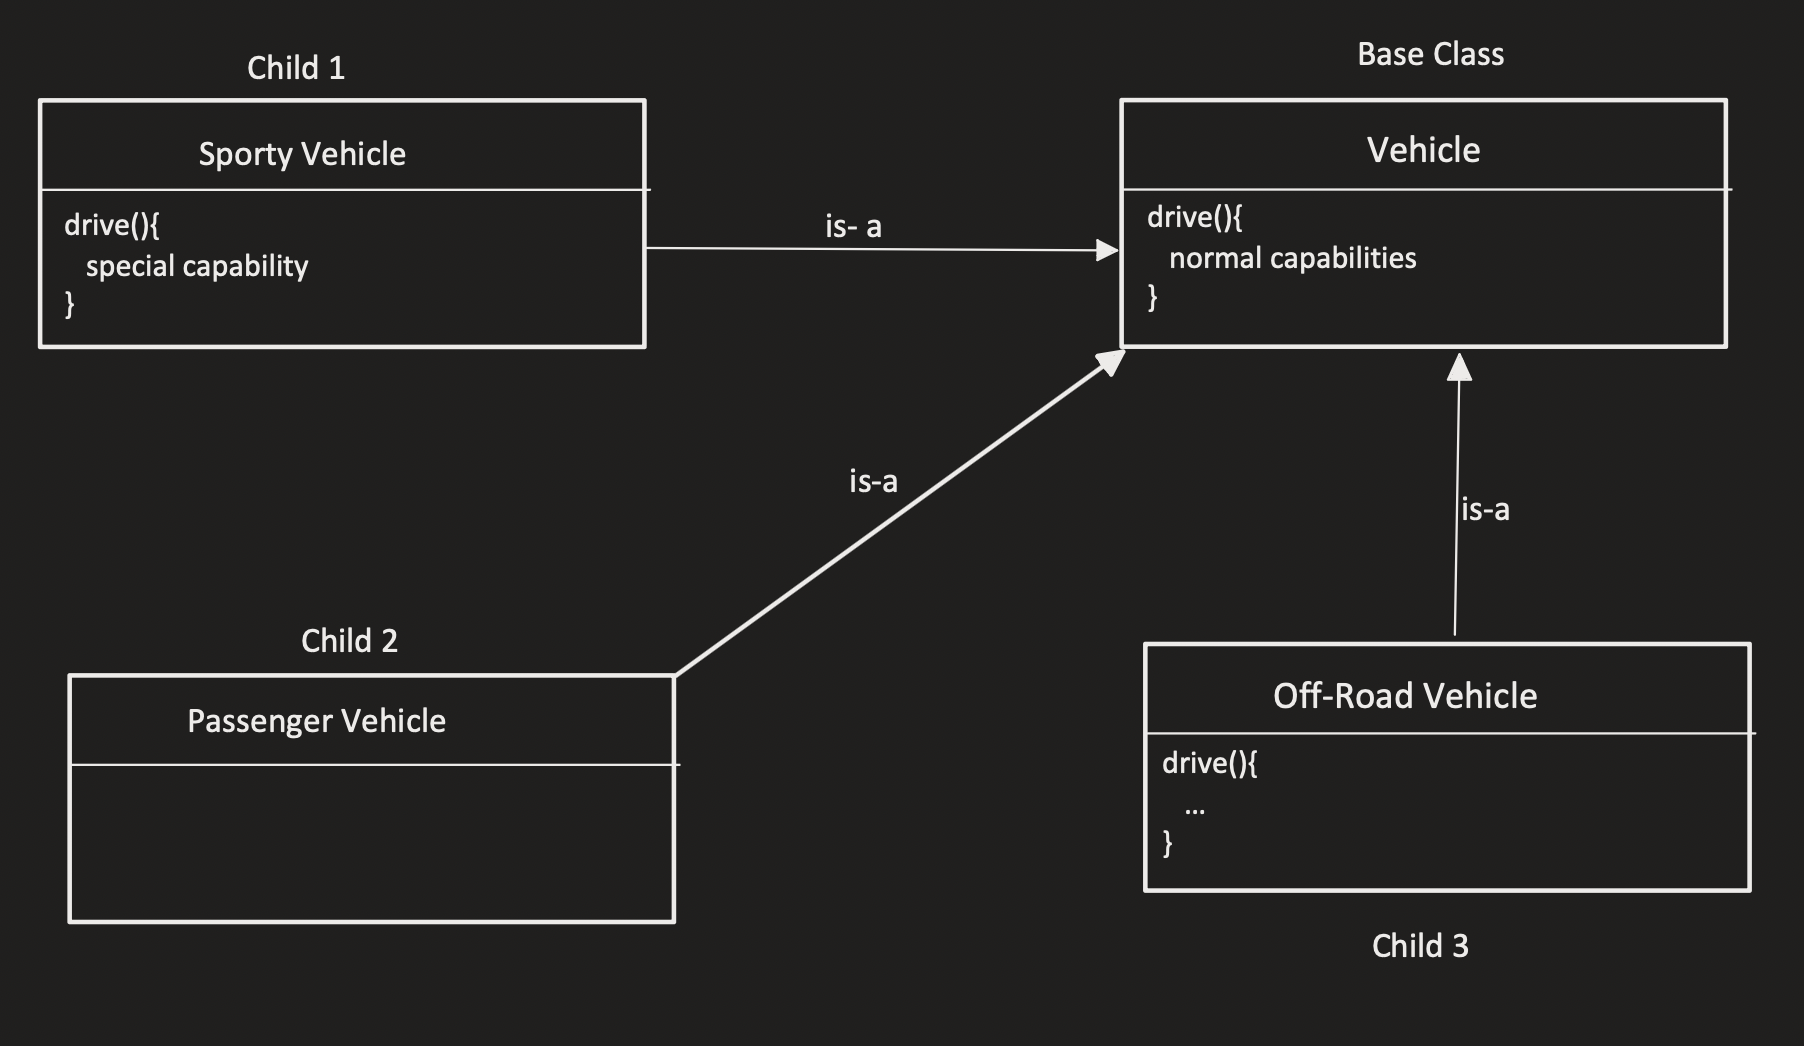 Child 1
Sporty Vehicle
drive(){
special capability
}
is- a
Base Class
Vehicle
drive(){
normal capabilities
}
is-a
is-a
Child 2
Passenger Vehicle
Off-Road Vehicle
drive(){
...
}
Child 3